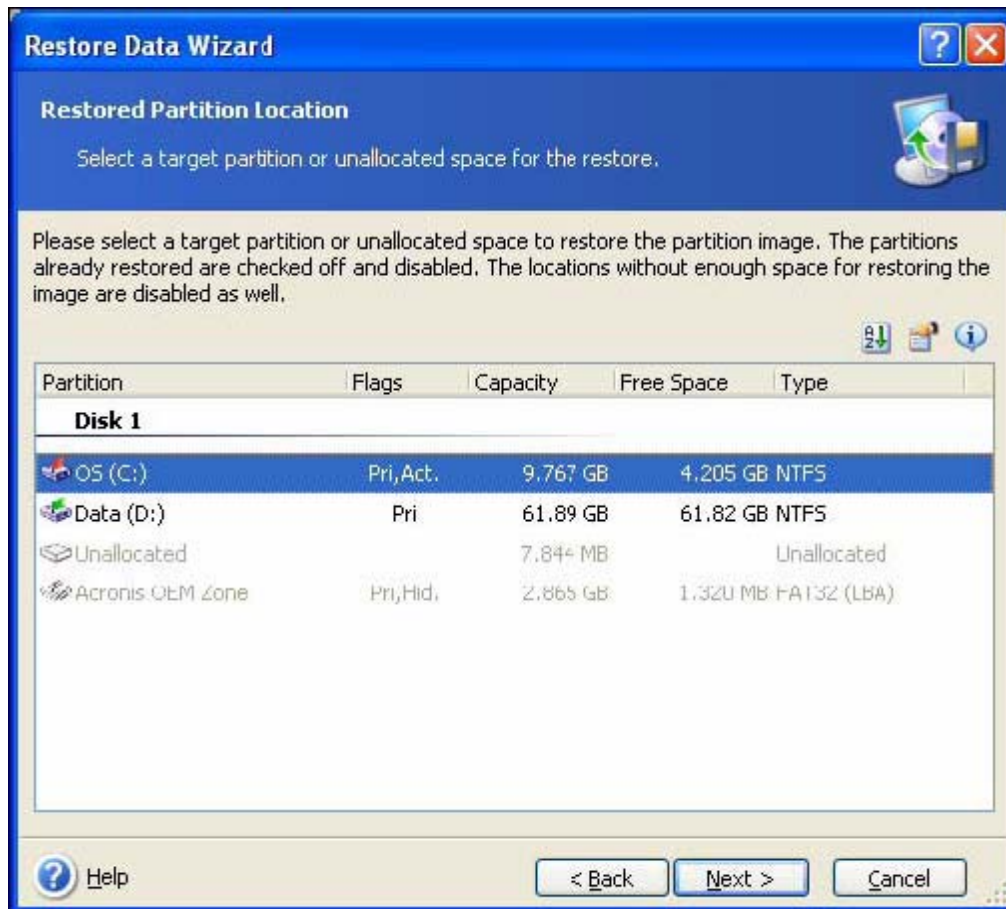 Restore Data Wizard
Restored Partition Location
Select a target partition or unallocated space for the restore.
Please select a target partition or unallocated space to restore the partition image. The partitions
already restored are checked off and disabled. The locations without enough space for restoring the
image are disabled as well.
Partition Flags Capacity Free Space Type
Disk 1
OS (C:) Pri,Act. 9.767 GB 4.205 GB NTFS
Data (D:) Pri 61.89 GB 61.82 GB NTFS
Unallocated 7.844 MB Unallocated
Acronis OEM Zone Pri,Hid. 2.865 GB 1.320 MB FAT32 (LBA)
Help < Back Next > Cancel